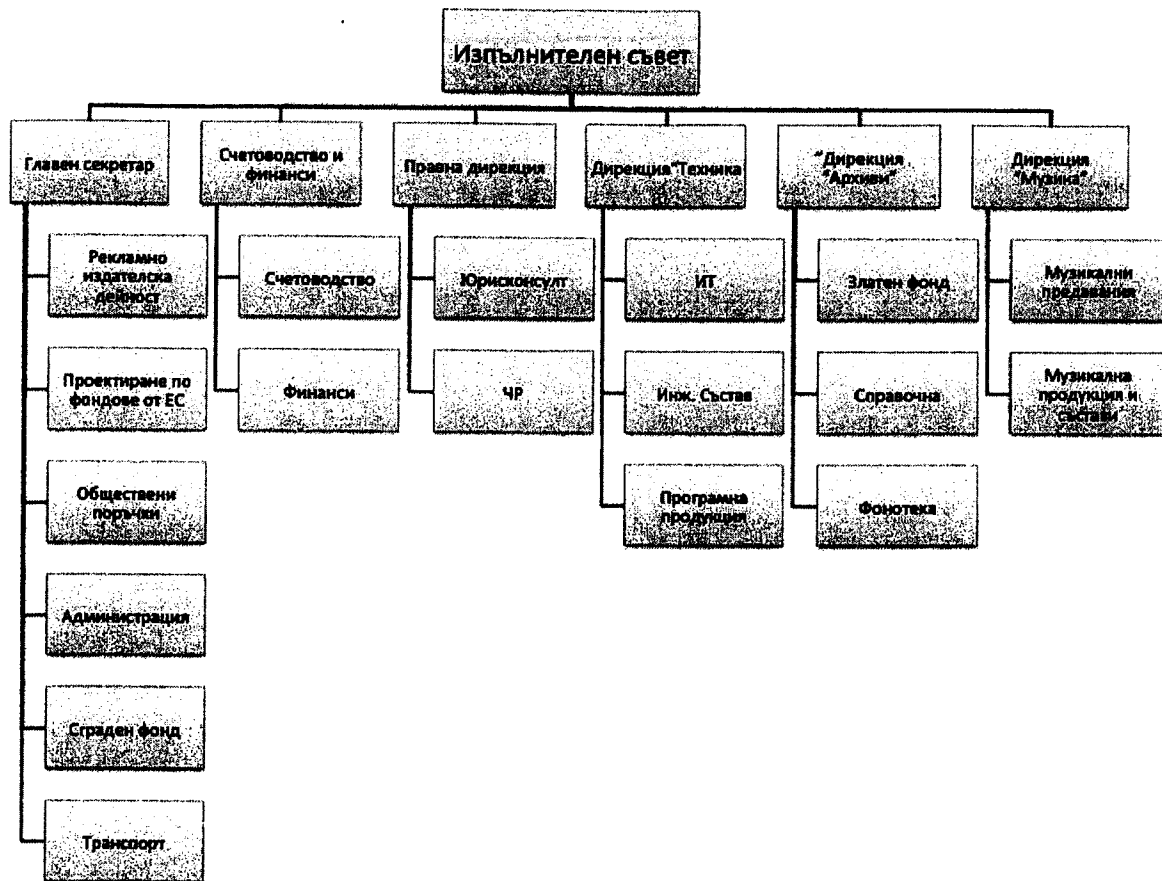 Изпълнителен съвет
Главен секретар
Счетоводство и
финанси
Правна дирекция
Дирекция "Техника
"Дирекция
"Архиви"
Дирекция
"Музика"
Рекламно
издателска
дейност
Проектиране по
фондове от ЕС
Обществени
поръчки
Администрация
Сграден фонд
Транспорт
Счетоводство
Финанси
Юрисконсулт
ЧР
ИТ
Инж. Състав
Програмна
продукция
Златен фонд
Справочна
Фонотека
Музикални
предавания
Музикална
продукция и
състави